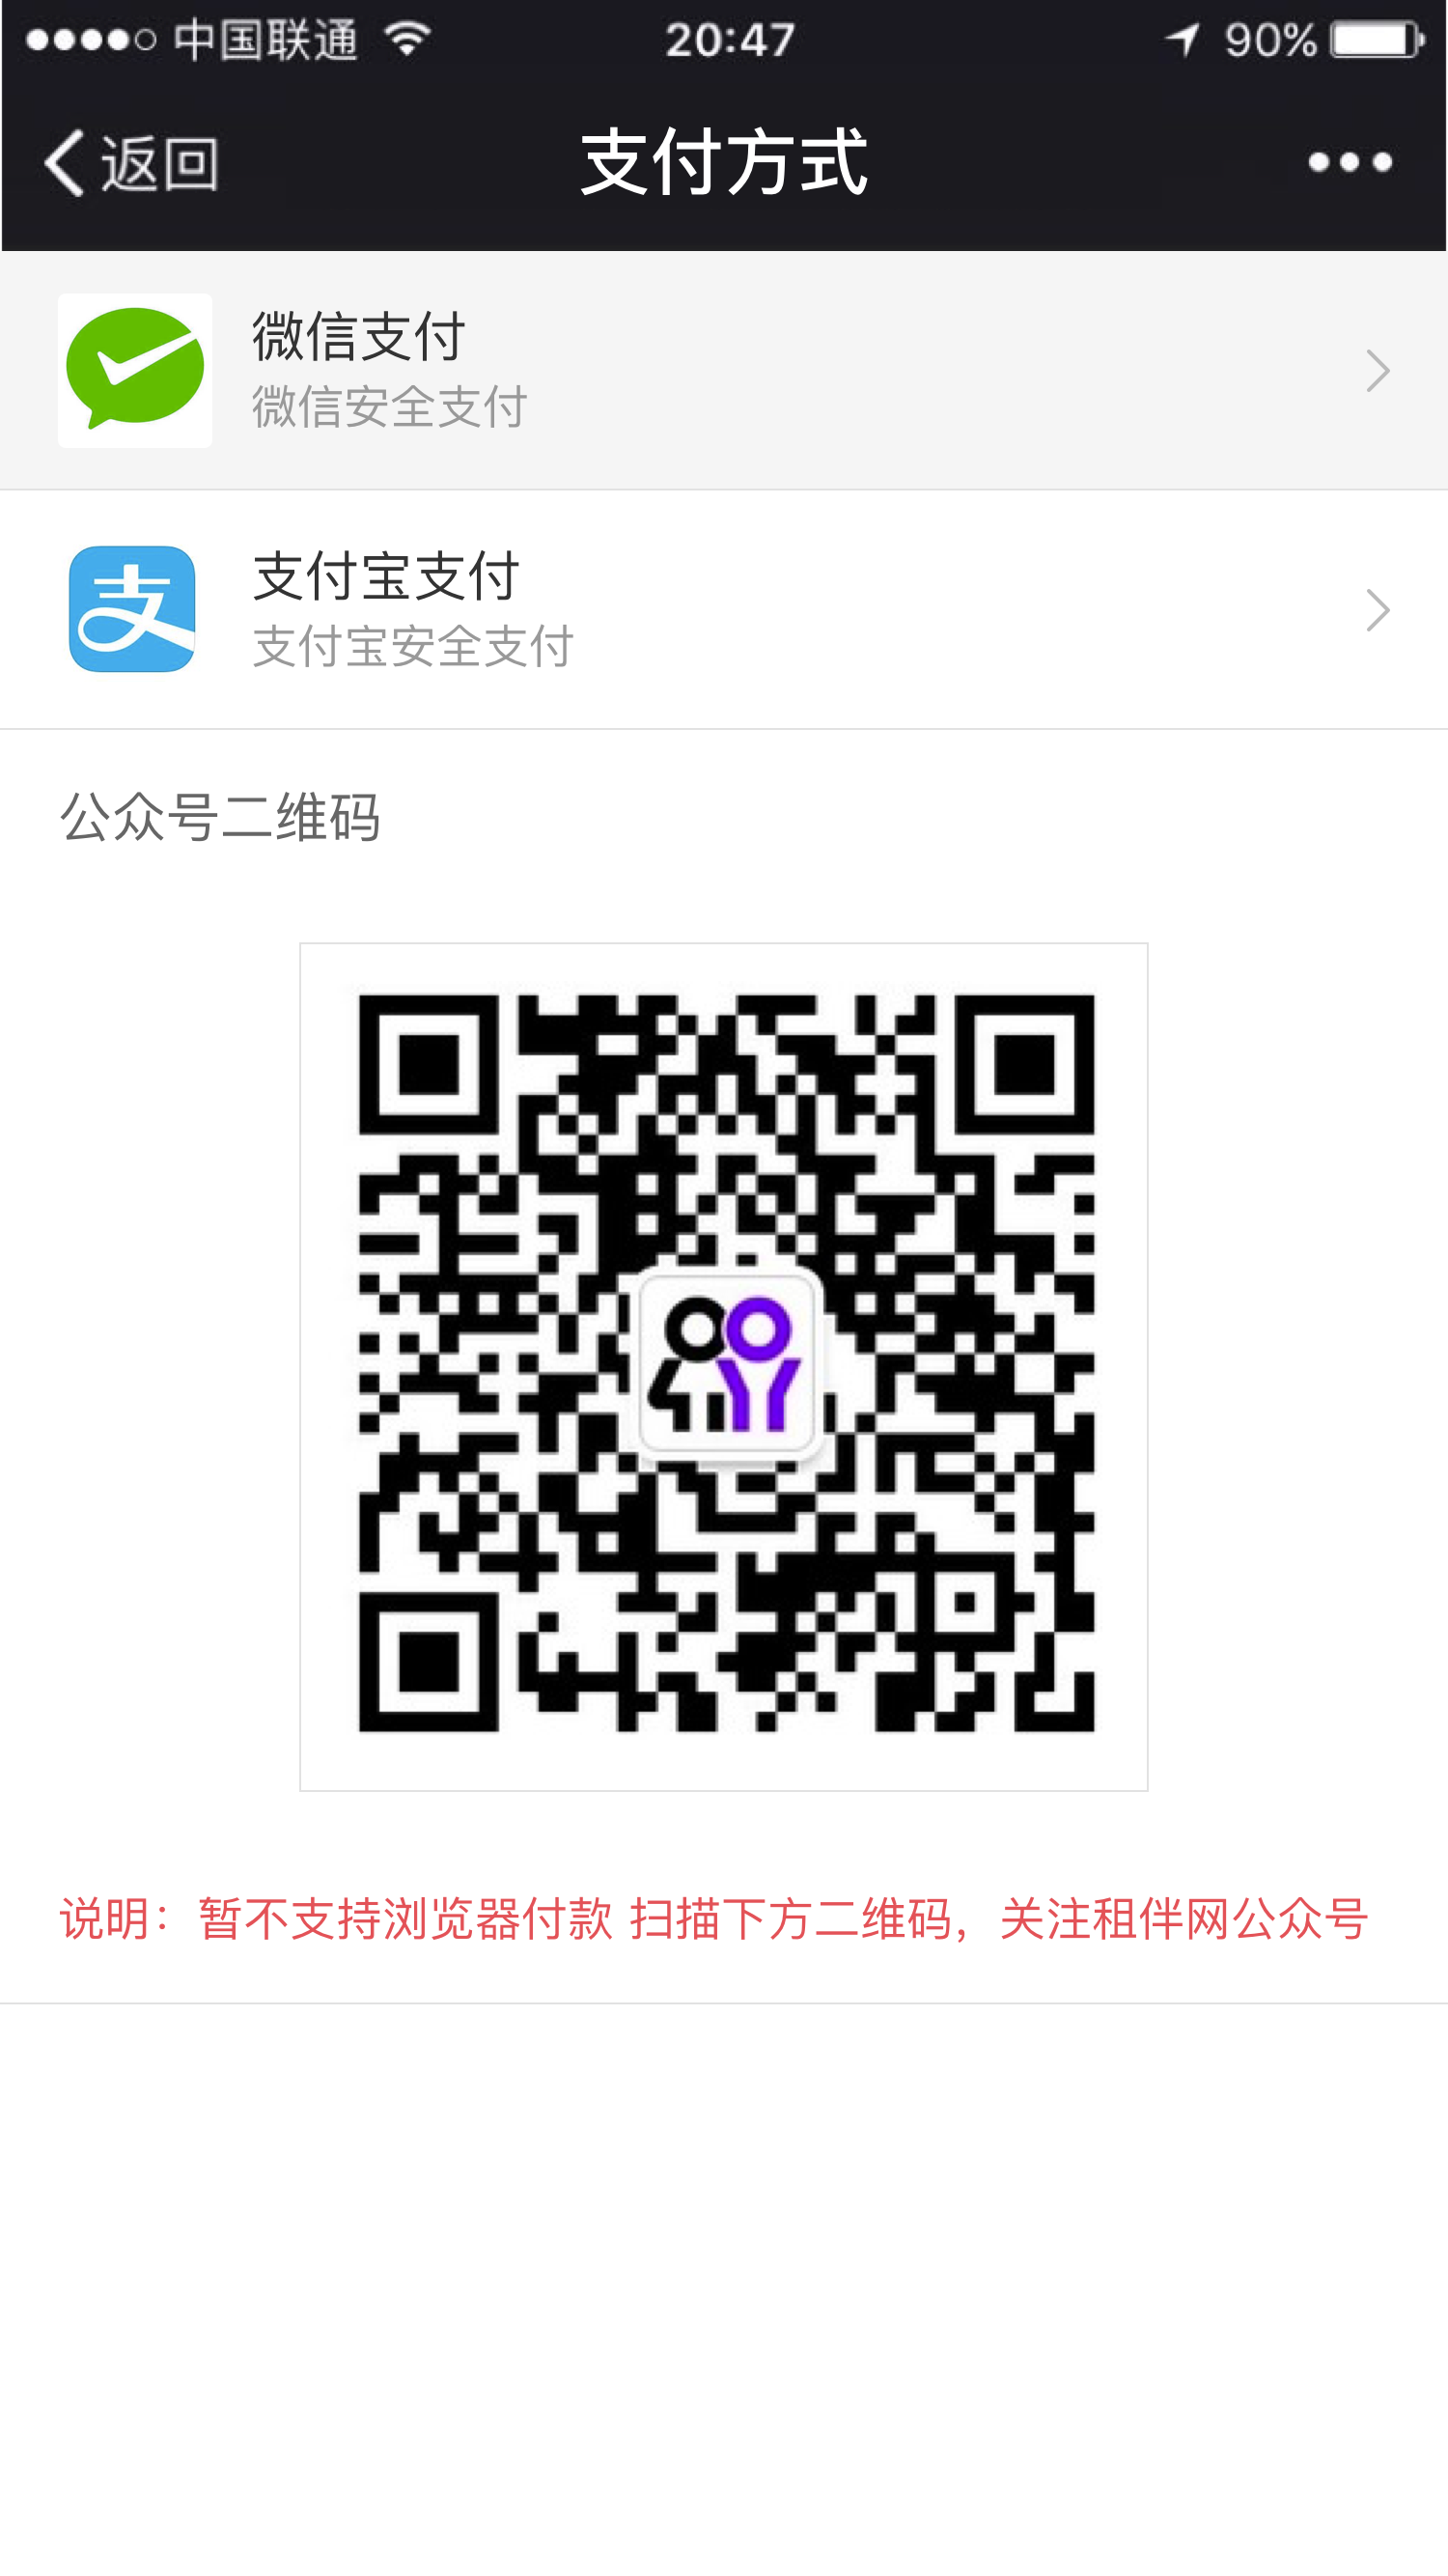 中国联通 20:47 90%
返回 支付方式
微信支付
微信安全支付
支
支付宝支付
支付宝安全支付
公众号二维码
说明：暂不支持浏览器付款 扫描下方二维码，关注租伴网公众号